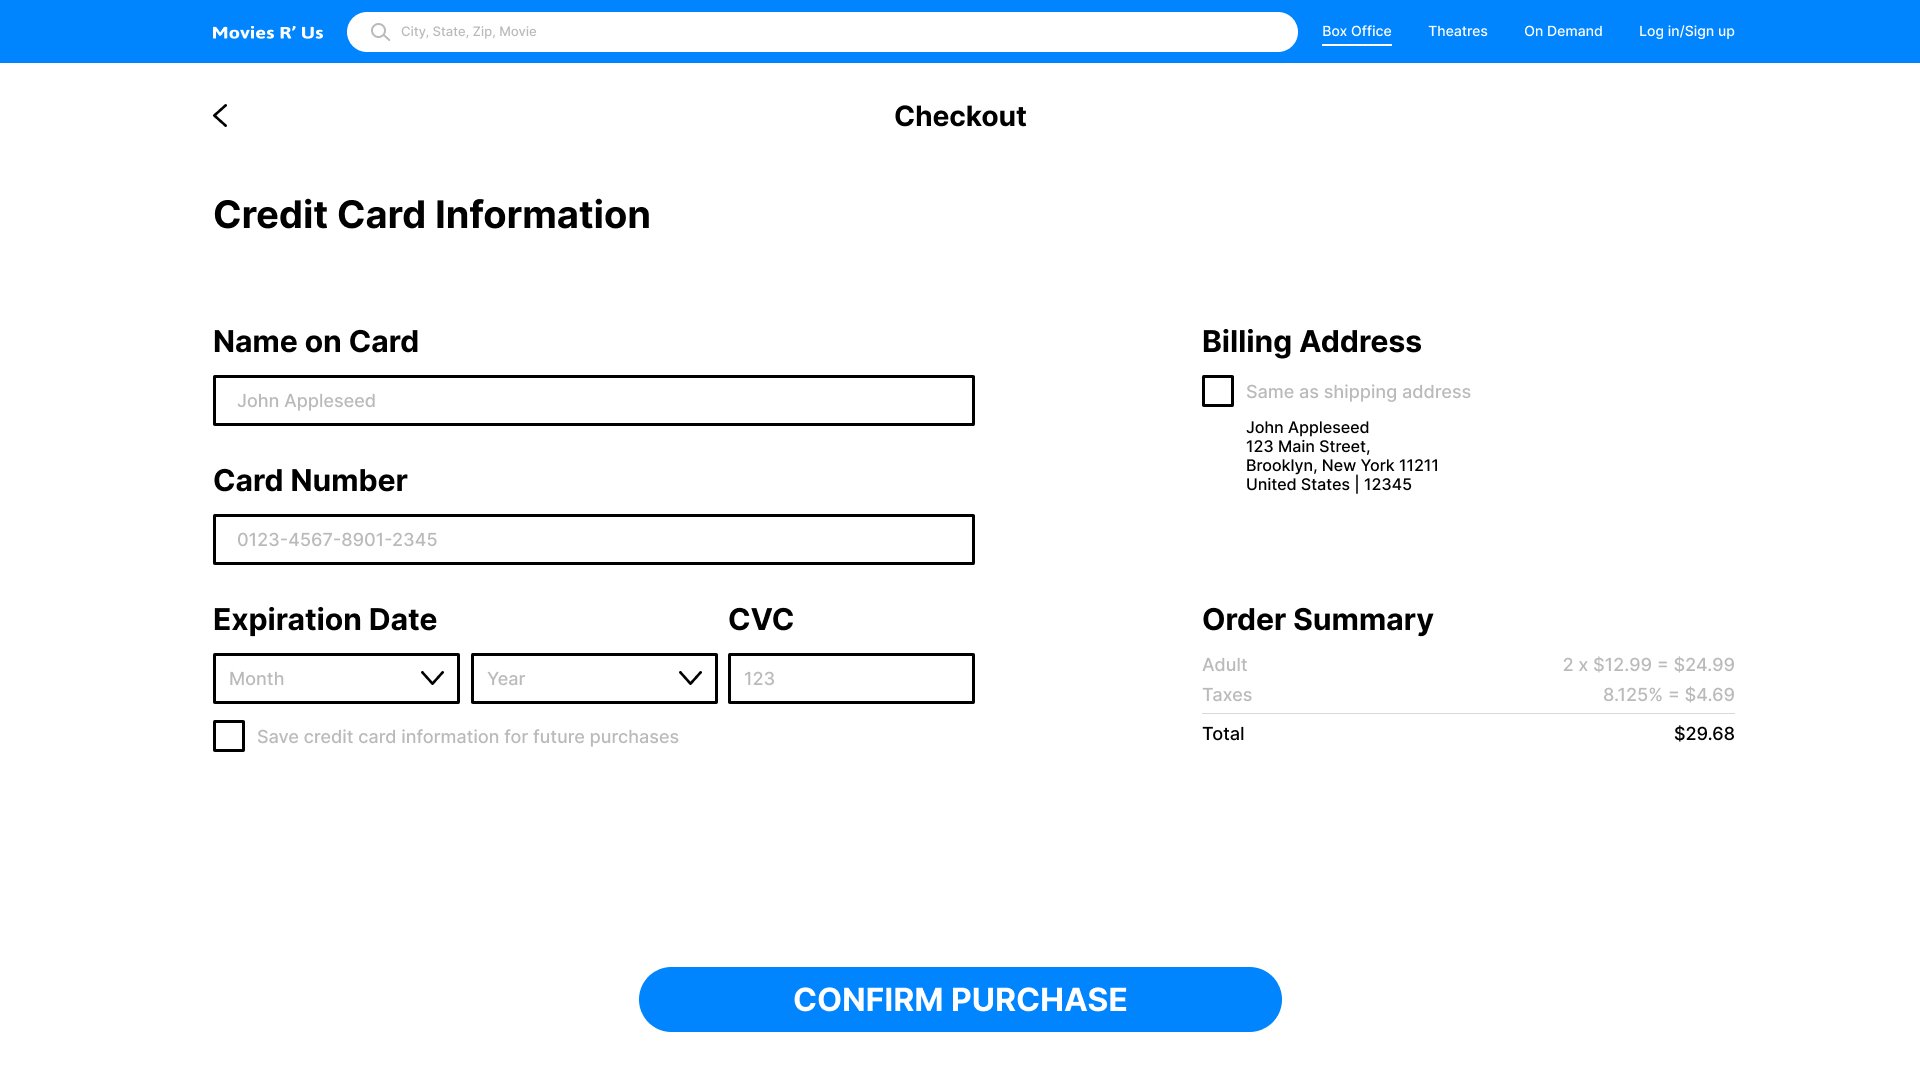 Movies R' Us
City, State, Zip, Movie
Box Office
Theatres
On Demand
Log in/Sign up
Checkout
Credit Card Information
Name on Card
John Appleseed
Card Number
0123-4567-8901-2345
Expiration Date
CVC
Month
Year
123
Save credit card information for future purchases
Billing Address
Same as shipping address
John Appleseed
123 Main Street,
Brooklyn, New York 11211
United States | 12345
Order Summary
Adult 2 x $12.99 = $24.99
Taxes 8.125% = $4.69
Total $29.68
CONFIRM PURCHASE